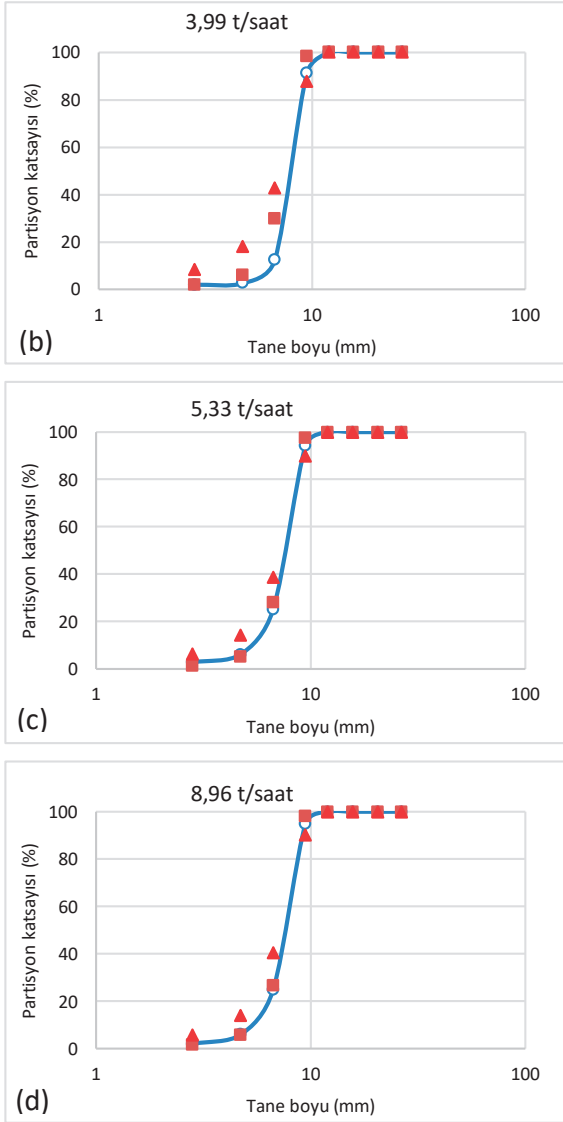 3,99 t/saat
100
80
60
40
20
0
Partisyon katsayısı (%)
1
10
100
Tane boyu (mm)
(b)
5,33 t/saat
100
80
60
40
20
0
Partisyon katsayısı (%)
1
10
100
Tane boyu (mm)
(c)
8,96 t/saat
100
80
60
40
20
0
Partisyon katsayısı (%)
1
10
100
Tane boyu (mm)
(d)